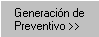 Generación de
Preventivo >>